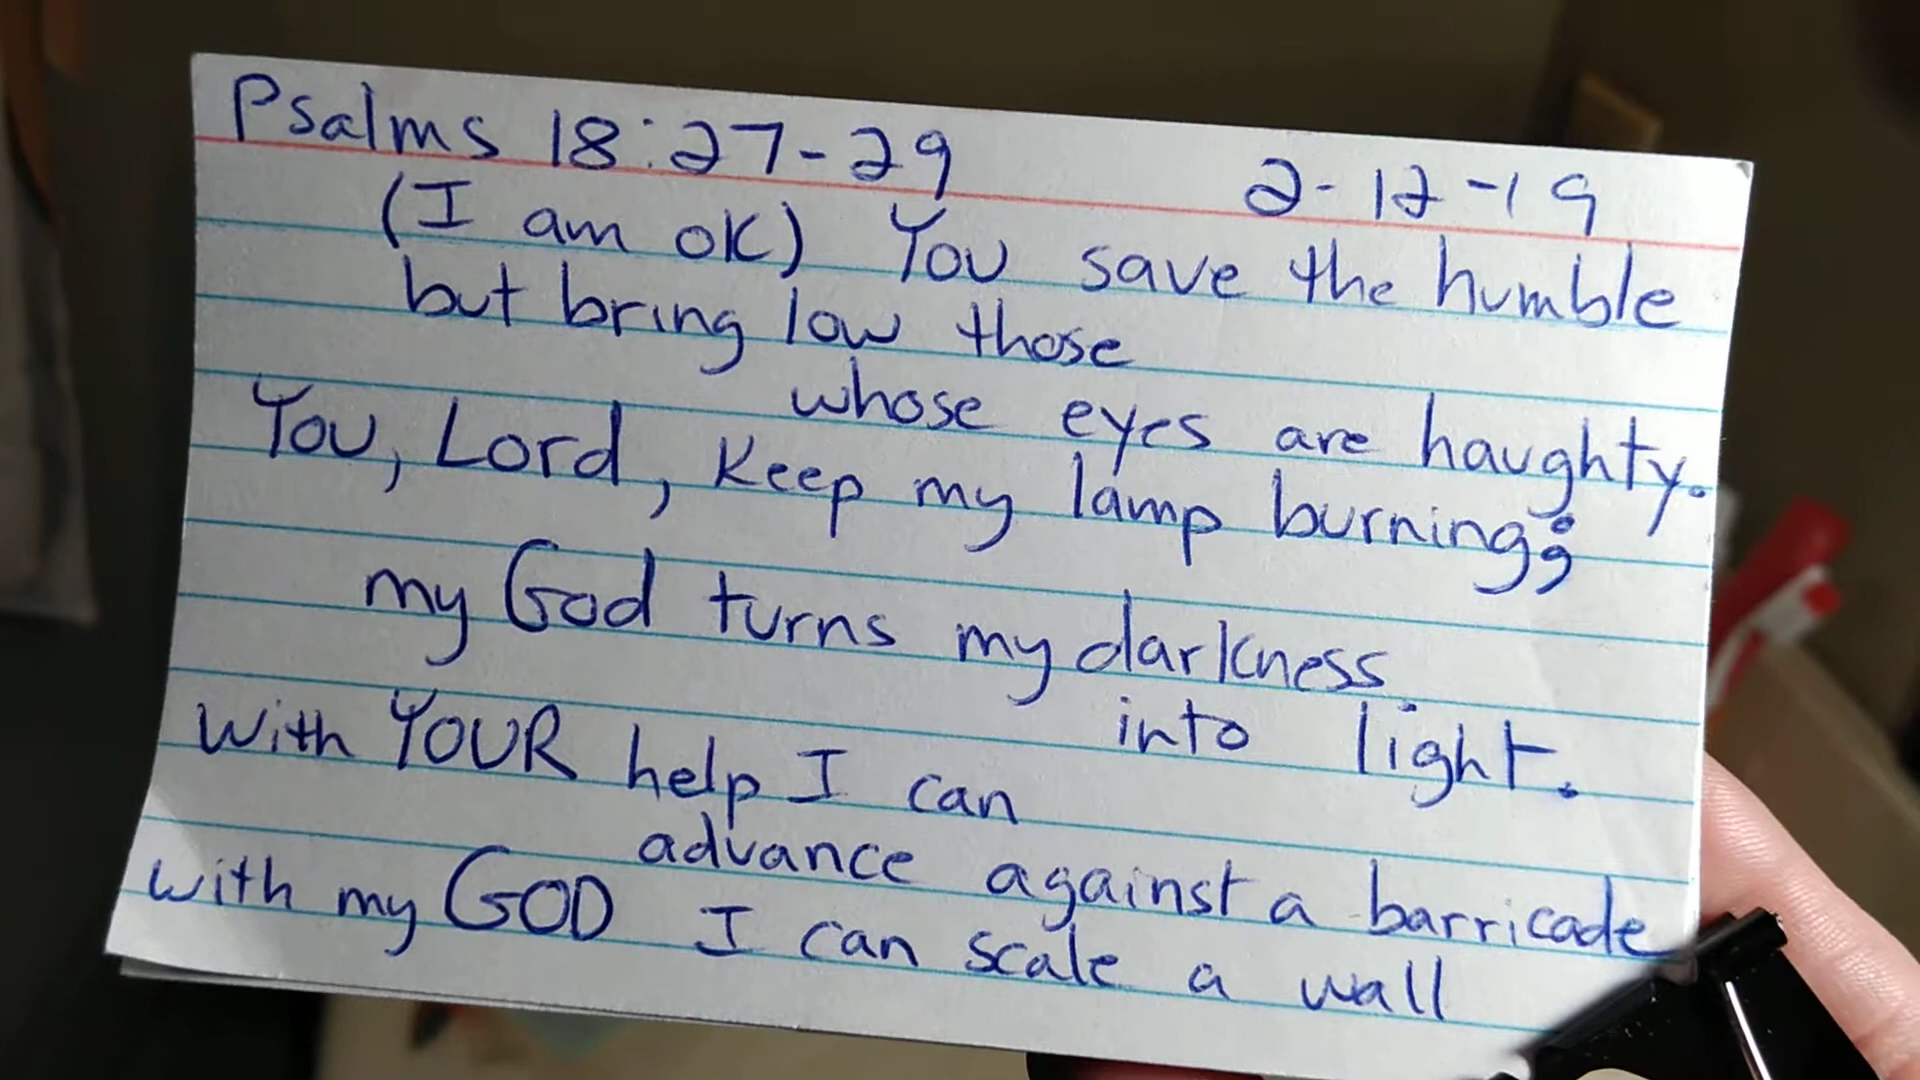 Psalms 18:27-29 2-12-19
(I am OK) You save the humble
but bring low those
whose eyes are haughty.
You, Lord, Keep my lamp burning;
my God turns my darkness
into light.
With YOUR help I can
advance against a barricade
with my GOD I can scale a wall